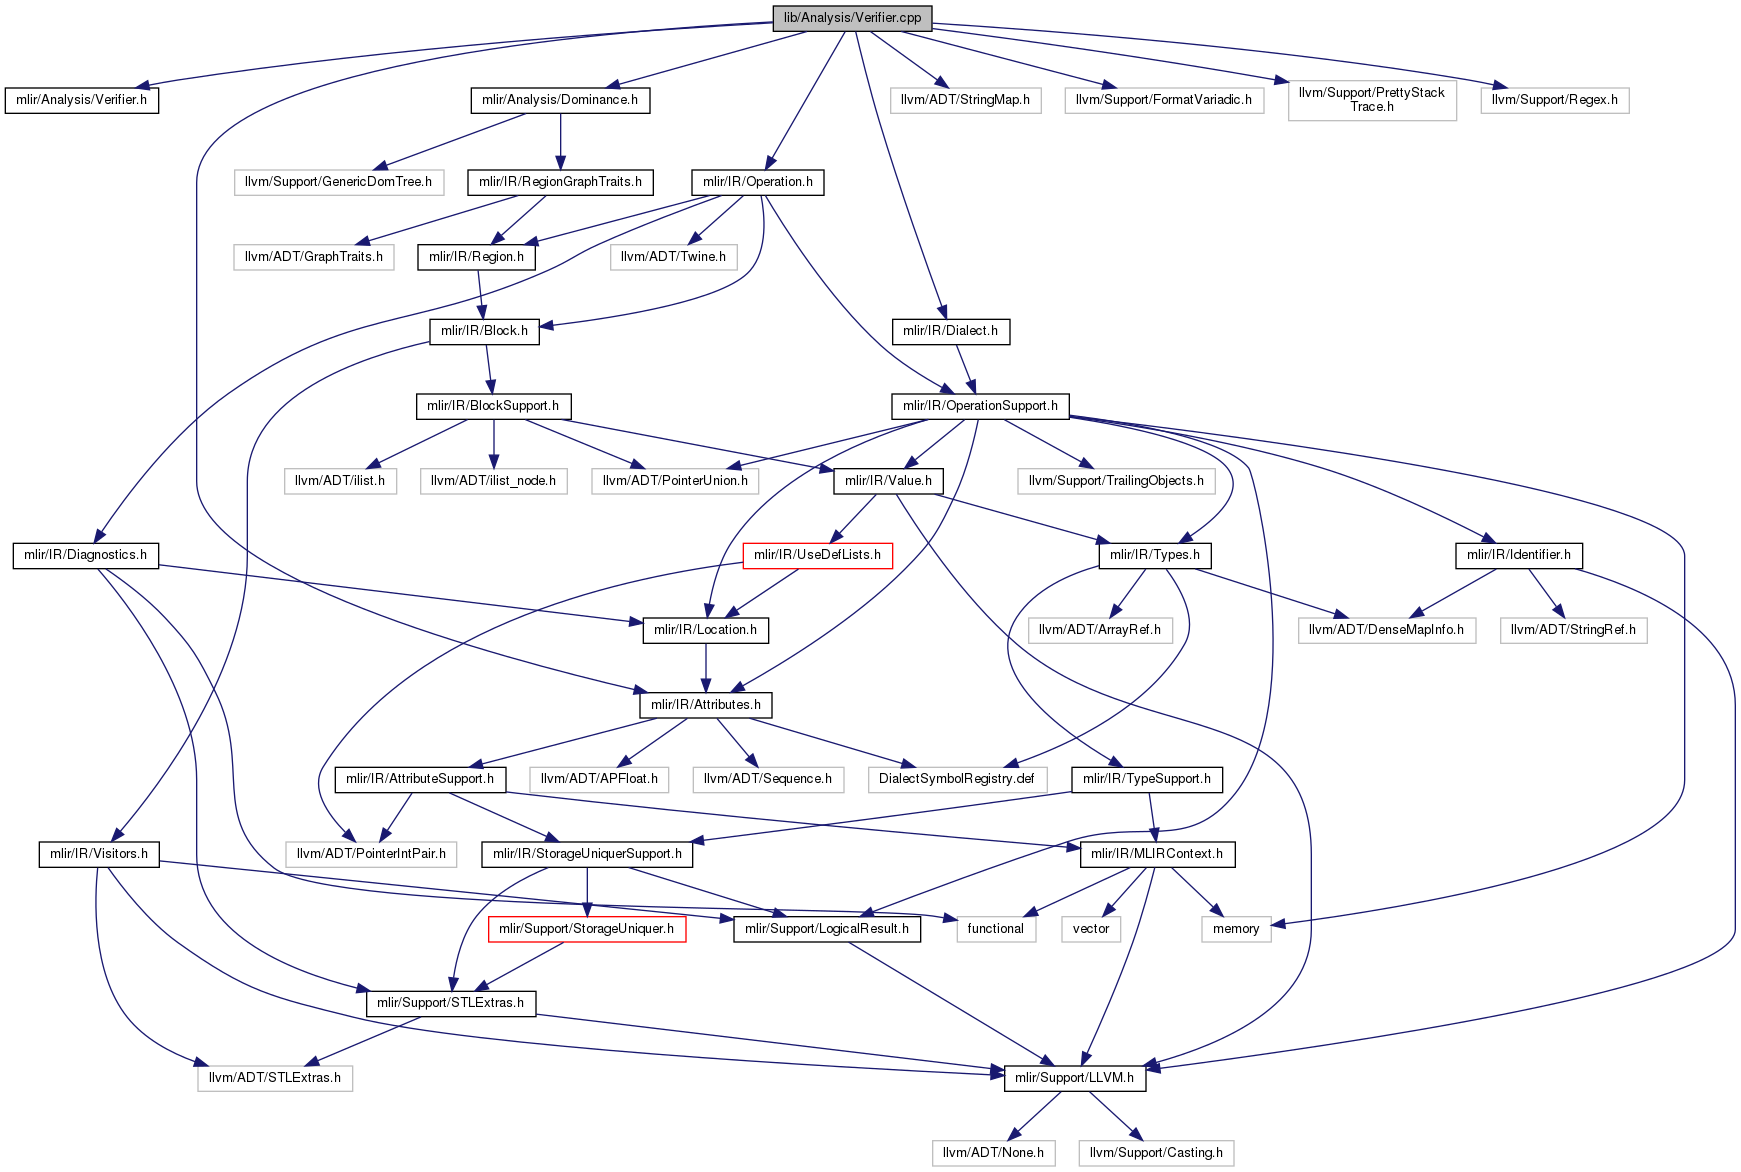 lib/Analysis/Verifier.cpp
mlir/Analysis/Verifier.h
mlir/Analysis/Dominance.h
llvm/ADT/StringMap.h
llvm/Support/FormatVariadic.h
llvm/Support/PrettyStack
Trace.h
llvm/Support/Regex.h
llvm/Support/GenericDomTree.h
mlir/IR/RegionGraphTraits.h
mlir/IR/Operation.h
llvm/ADT/GraphTraits.h
mlir/IR/Region.h
llvm/ADT/Twine.h
mlir/IR/Block.h
mlir/IR/Dialect.h
mlir/IR/BlockSupport.h
mlir/IR/OperationSupport.h
llvm/ADT/ilist.h
llvm/ADT/ilist_node.h
llvm/ADT/PointerUnion.h
mlir/IR/Value.h
llvm/Support/TrailingObjects.h
mlir/IR/Diagnostics.h
mlir/IR/UseDefLists.h
mlir/IR/Types.h
mlir/IR/Identifier.h
mlir/IR/Location.h
llvm/ADT/ArrayRef.h
llvm/ADT/DenseMapInfo.h
llvm/ADT/StringRef.h
mlir/IR/Attributes.h
mlir/IR/AttributeSupport.h
llvm/ADT/APFloat.h
llvm/ADT/Sequence.h
DialectSymbolRegistry.def
mlir/IR/TypeSupport.h
mlir/IR/Visitors.h
llvm/ADT/PointerIntPair.h
mlir/IR/StorageUniquerSupport.h
mlir/IR/MLIRContext.h
mlir/Support/StorageUniquer.h
mlir/Support/LogicalResult.h
functional
vector
memory
mlir/Support/STLExtras.h
llvm/ADT/STLExtras.h
mlir/Support/LLVM.h
llvm/ADT/None.h
llvm/Support/Casting.h